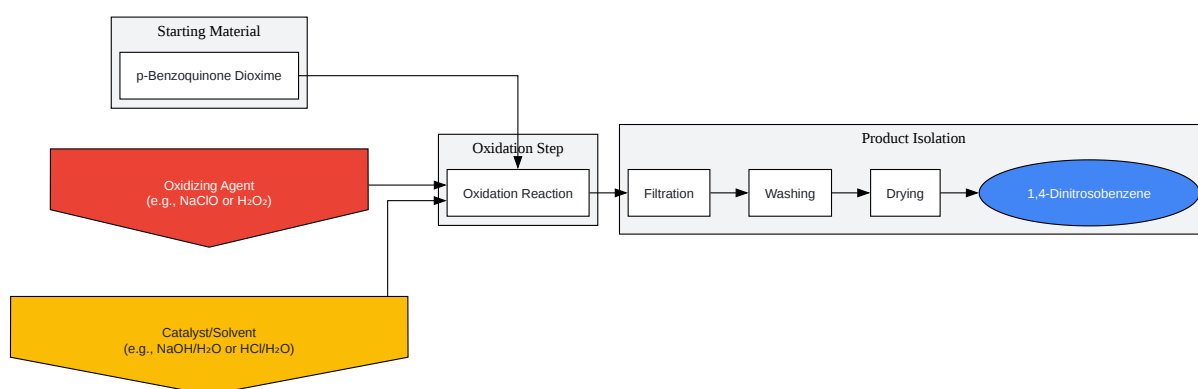 Starting Material
p-Benzoquinone Dioxime
Oxidizing Agent
(e.g., NaClO or H₂O₂)
Catalyst/Solvent
(e.g., NaOH/H₂O or HCl/H₂O)
Oxidation Step
Oxidation Reaction
Product Isolation
Filtration
Washing
Drying
1,4-Dinitrosobenzene